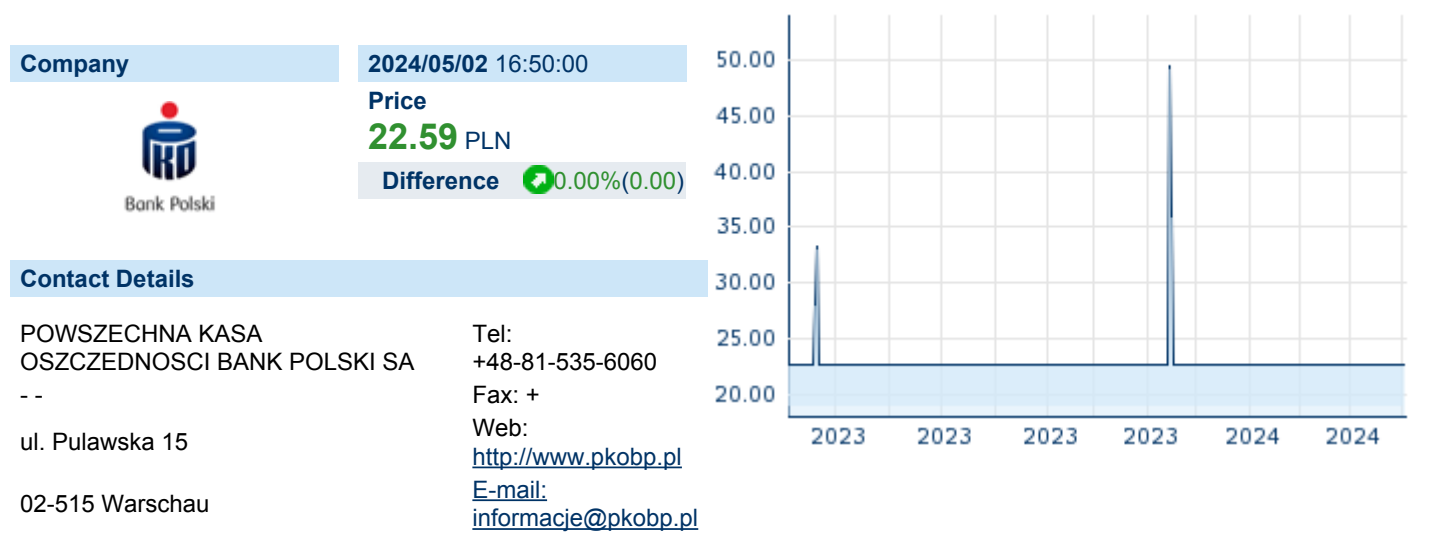 Company
2024/05/02 16:50:00
PKO
Bank Polski
Price
22.59 PLN
Difference 0.00%(0.00)
Contact Details
POWSZECHNA KASA
OSZCZEDNOSCI BANK POLSKI SA
- -
ul. Pulawska 15
02-515 Warschau
Tel:
+48-81-535-6060
Fax: +
Web:
http://www.pkobp.pl
E-mail:
informacje@pkobp.pl
50.00
45.00
40.00
35.00
30.00
25.00
20.00
2023 2023 2023 2023 2024 2024